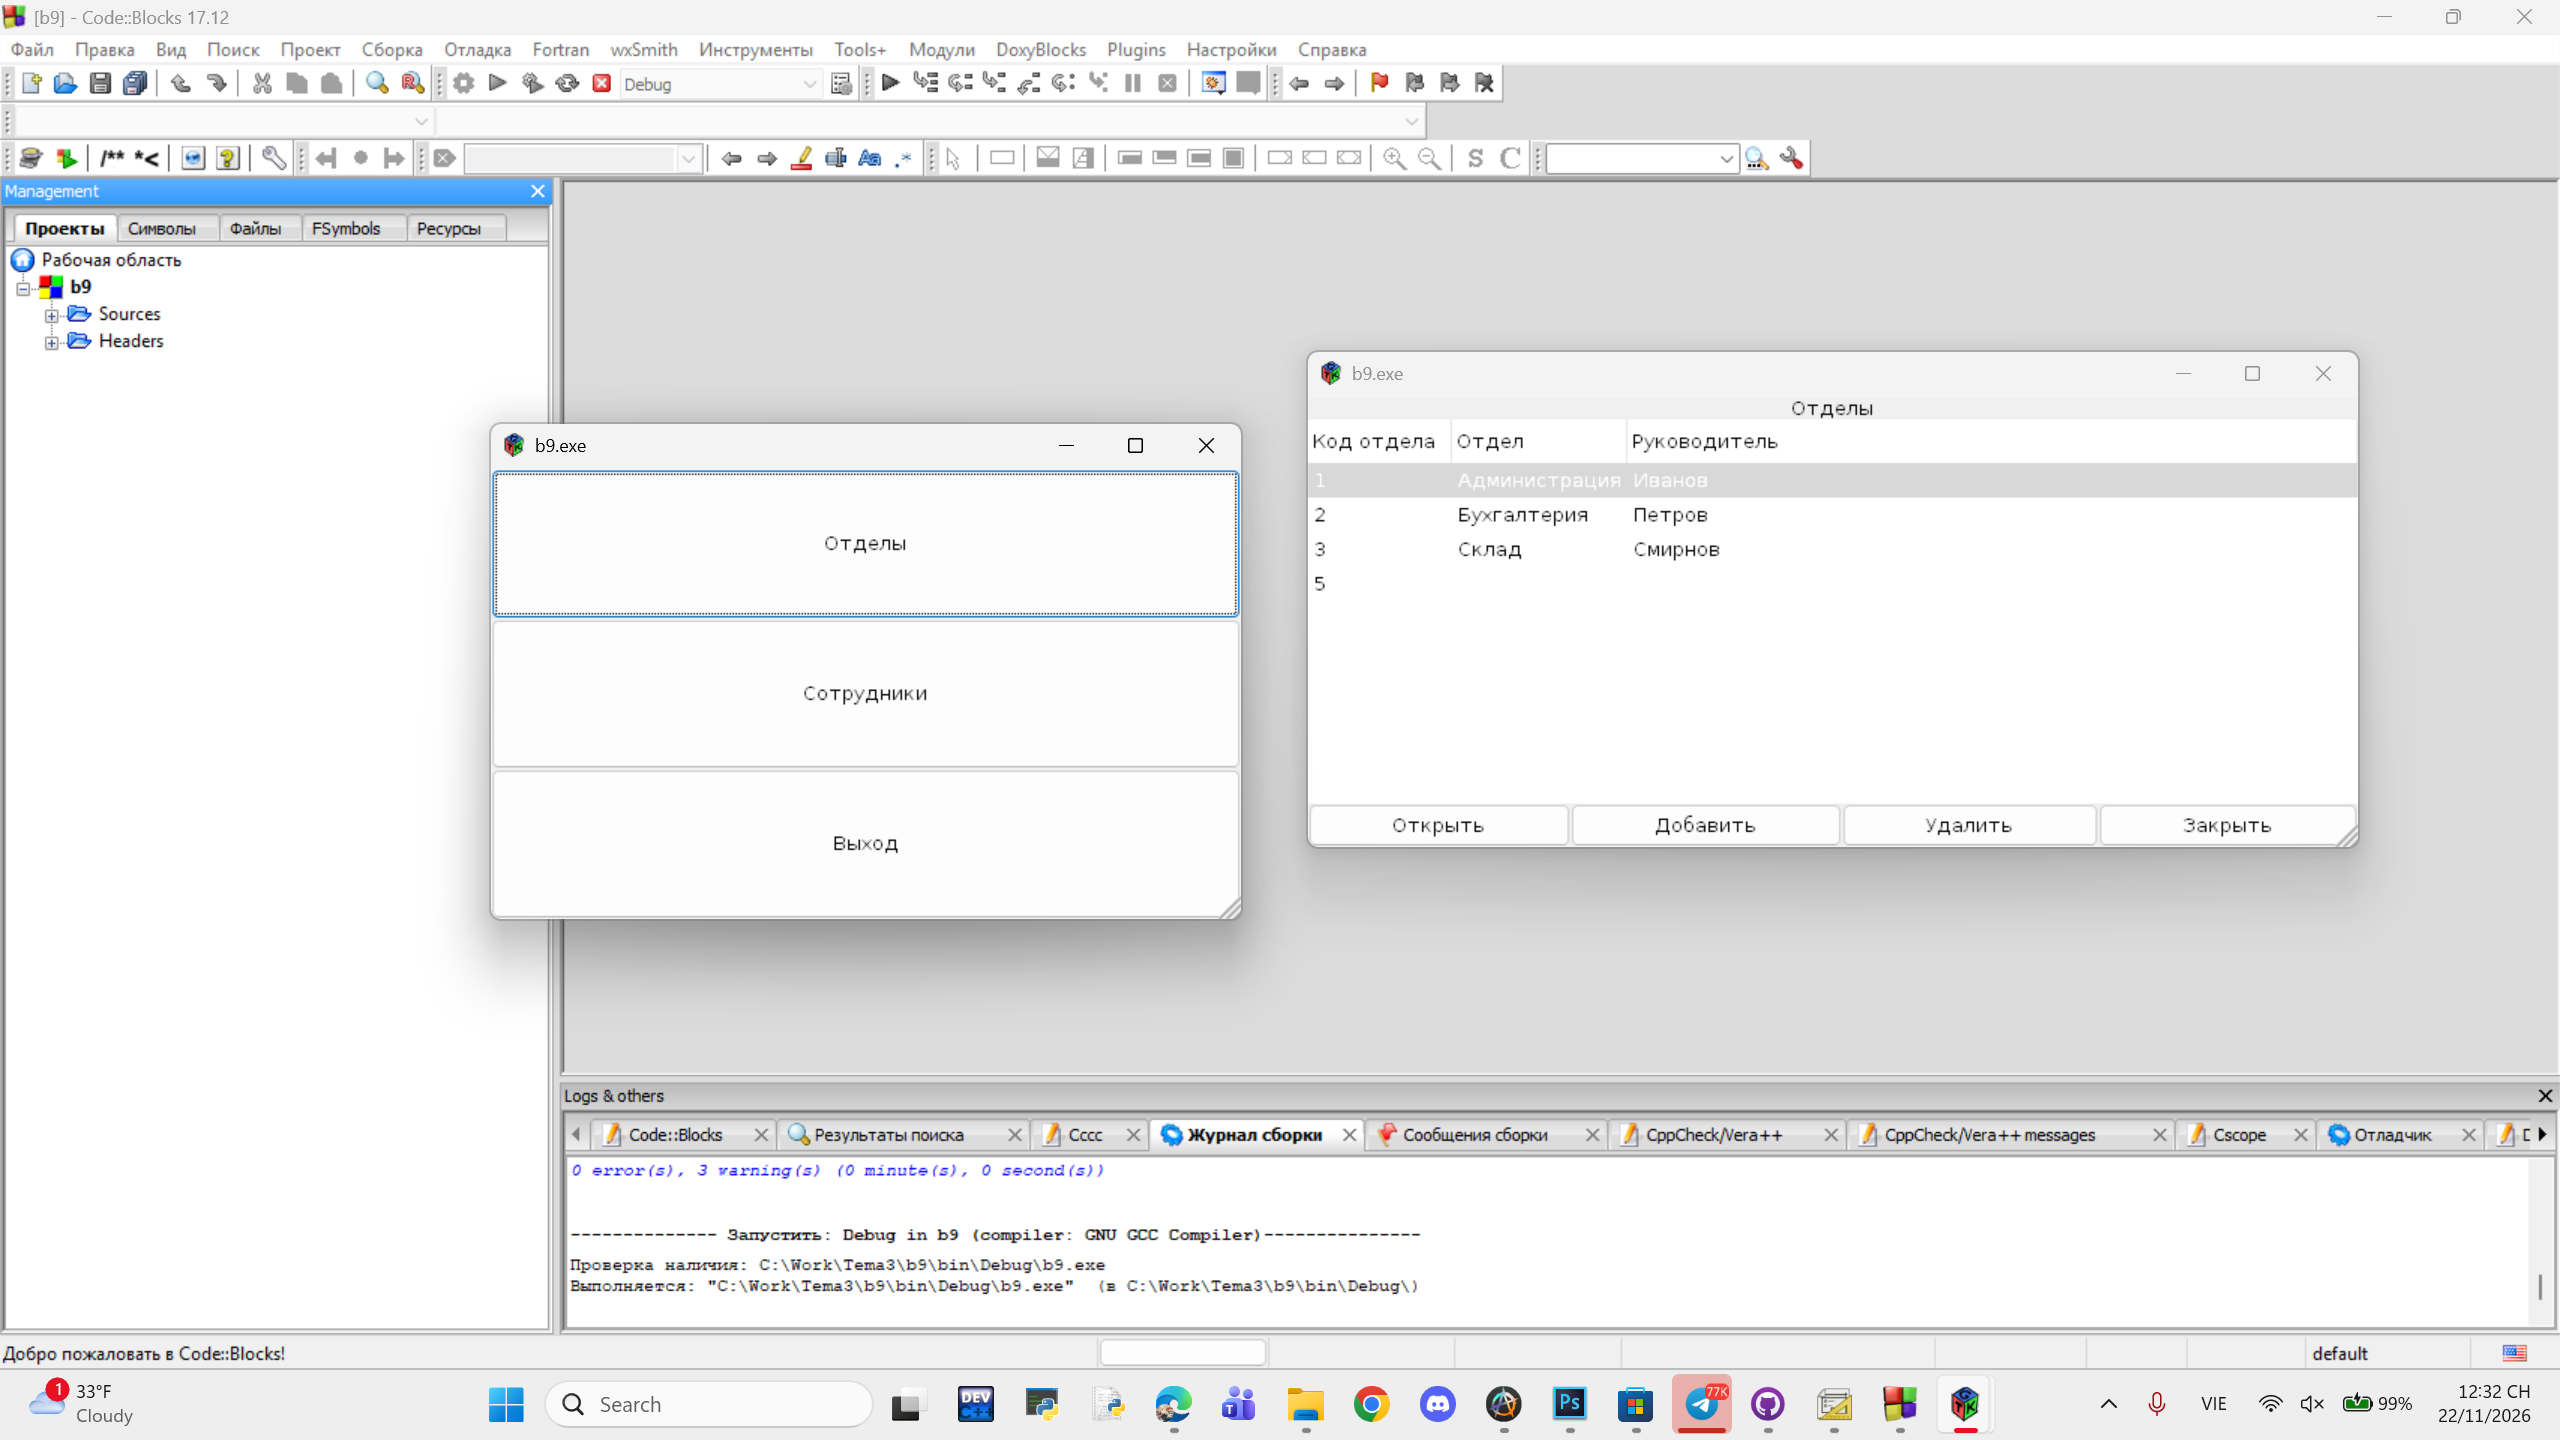 [b9] - Code::Blocks 17.12
Файл Правка Вид Поиск Проект Сборка Отладка Fortran wxSmith Инструменты Tools+ Модули DoxyBlocks Plugins Настройки Справка
Debug
/** *<
S C
Management
Проекты Символы Файлы FSymbols Ресурсы
Рабочая область
b9
Sources
Headers
b9.exe
Отделы
Сотрудники
Выход
b9.exe
Отделы
Код отдела Отдел Руководитель
1 Администрация Иванов
2 Бухгалтерия Петров
3 Склад Смирнов
5
Открыть Добавить Удалить Закрыть
Logs & others
Code::Blocks Результаты поиска Cccc Журнал сборки Сообщения сборки CppCheck/Vera++ CppCheck/Vera++ messages Cscope Отладчик
0 error(s), 3 warning(s) (0 minute(s), 0 second(s))
-------------- Запустить: Debug in b9 (compiler: GNU GCC Compiler)---------------
Проверка наличия: C:\Work\Tema3\b9\bin\Debug\b9.exe
Выполняется: "C:\Work\Tema3\b9\bin\Debug\b9.exe" (в C:\Work\Tema3\b9\bin\Debug\)
Добро пожаловать в Code::Blocks!
default
1
33°F
Cloudy
Search
DEV C++
Ps
77K
VIE
99%
12:32 CH
22/11/2026